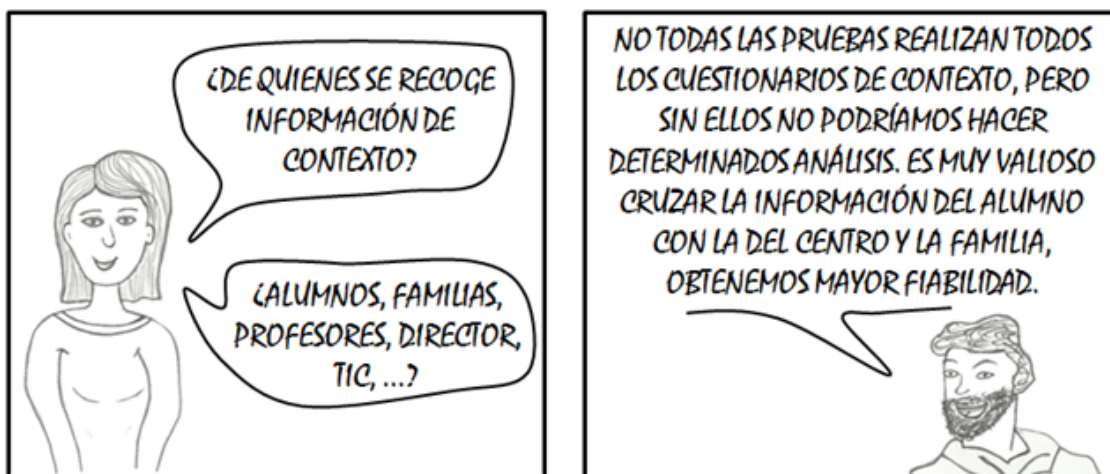 ¿DE QUIENES SE RECOGE
INFORMACIÓN DE
CONTEXTO?
¿ALUMNOS, FAMILIAS,
PROFESORES, DIRECTOR,
TIC, ...?
NO TODAS LAS PRUEBAS REALIZAN TODOS
LOS CUESTIONARIOS DE CONTEXTO, PERO
SIN ELLOS NO PODRÍAMOS HACER
DETERMINADOS ANÁLISIS. ES MUY VALIOSO
CRUZAR LA INFORMACIÓN DEL ALUMNO
CON LA DEL CENTRO Y LA FAMILIA,
OBTENEMOS MAYOR FIABILIDAD.